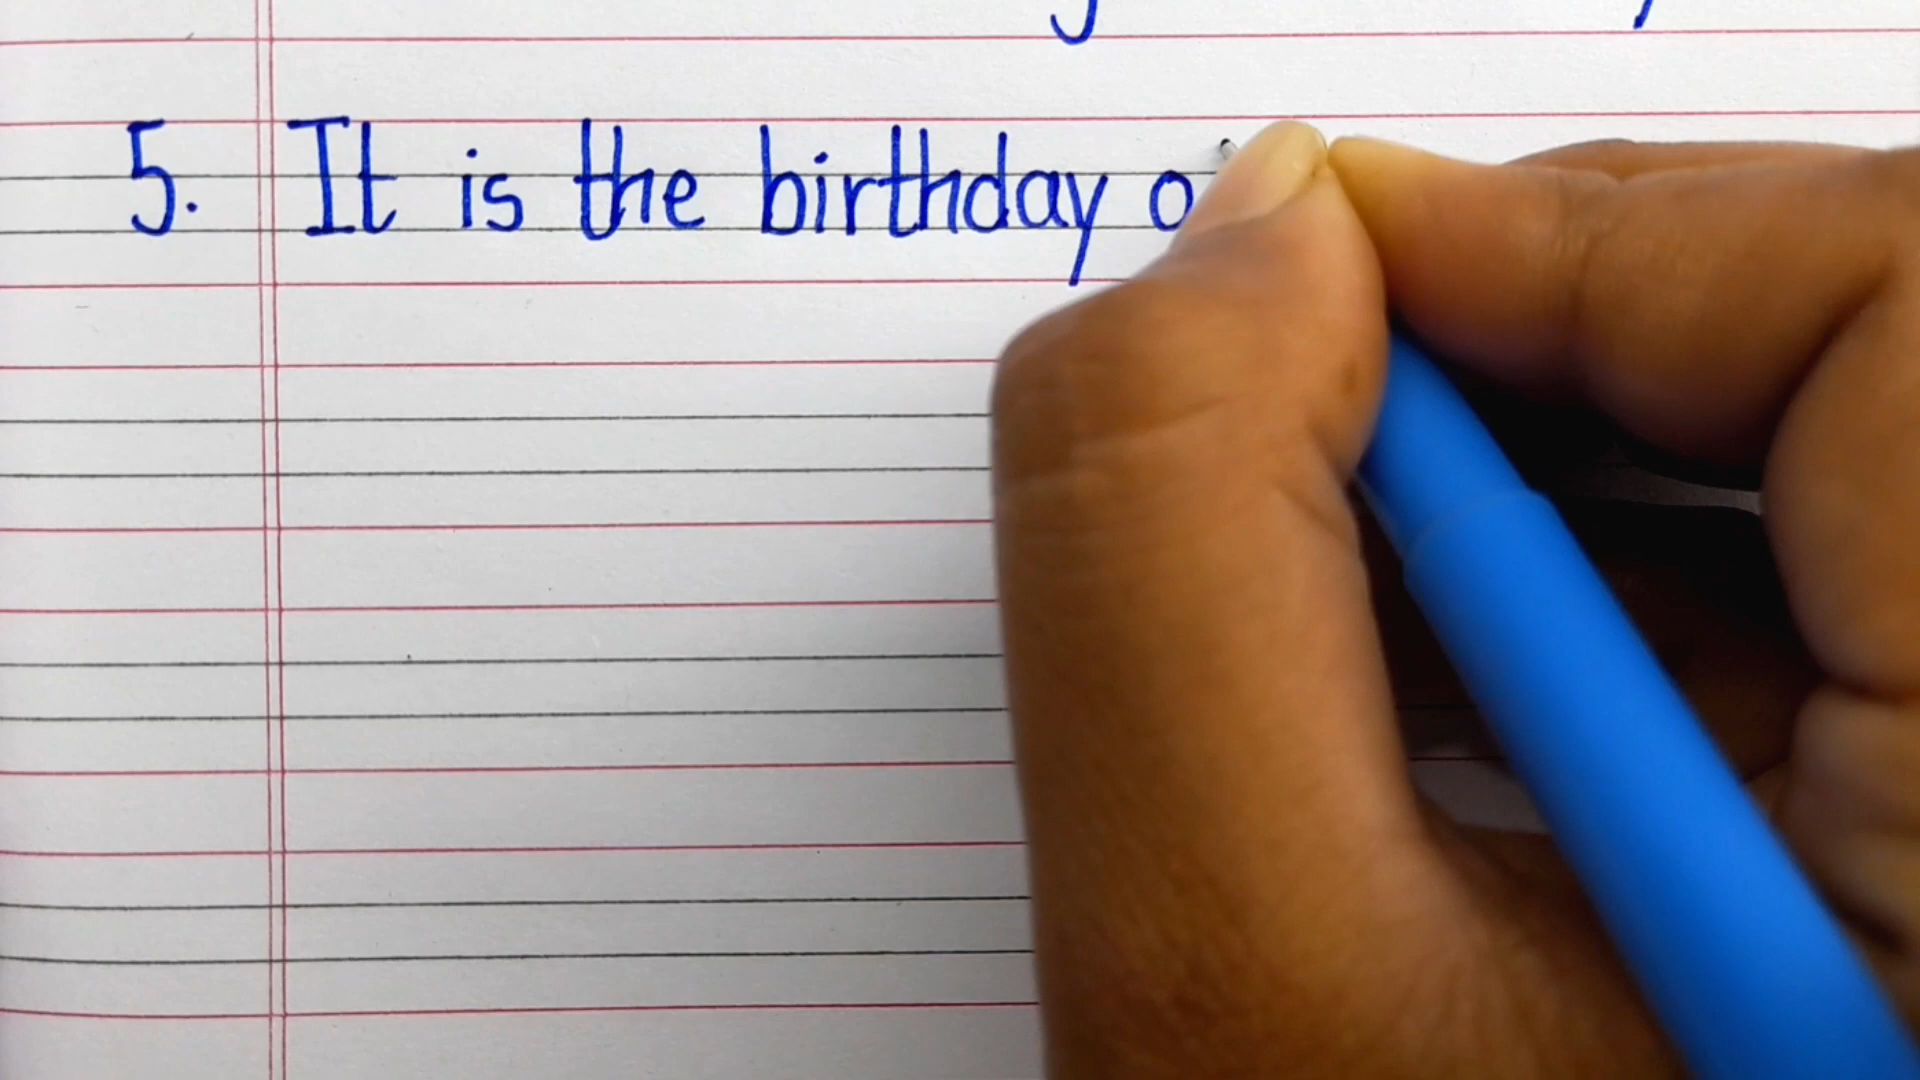 5. It is the birthday o